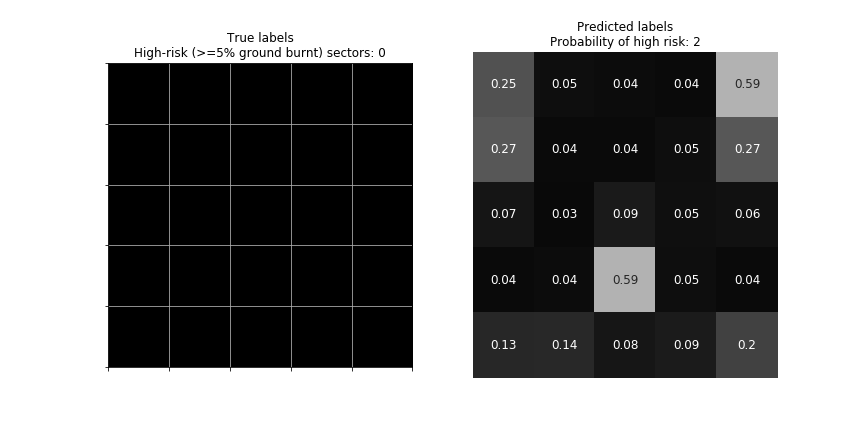 True labels
High-risk (>=5% ground burnt) sectors: 0
Predicted labels
Probability of high risk: 2
0.25 0.05 0.04 0.04 0.59
0.27 0.04 0.04 0.05 0.27
0.07 0.03 0.09 0.05 0.06
0.04 0.04 0.59 0.05 0.04
0.13 0.14 0.08 0.09 0.2